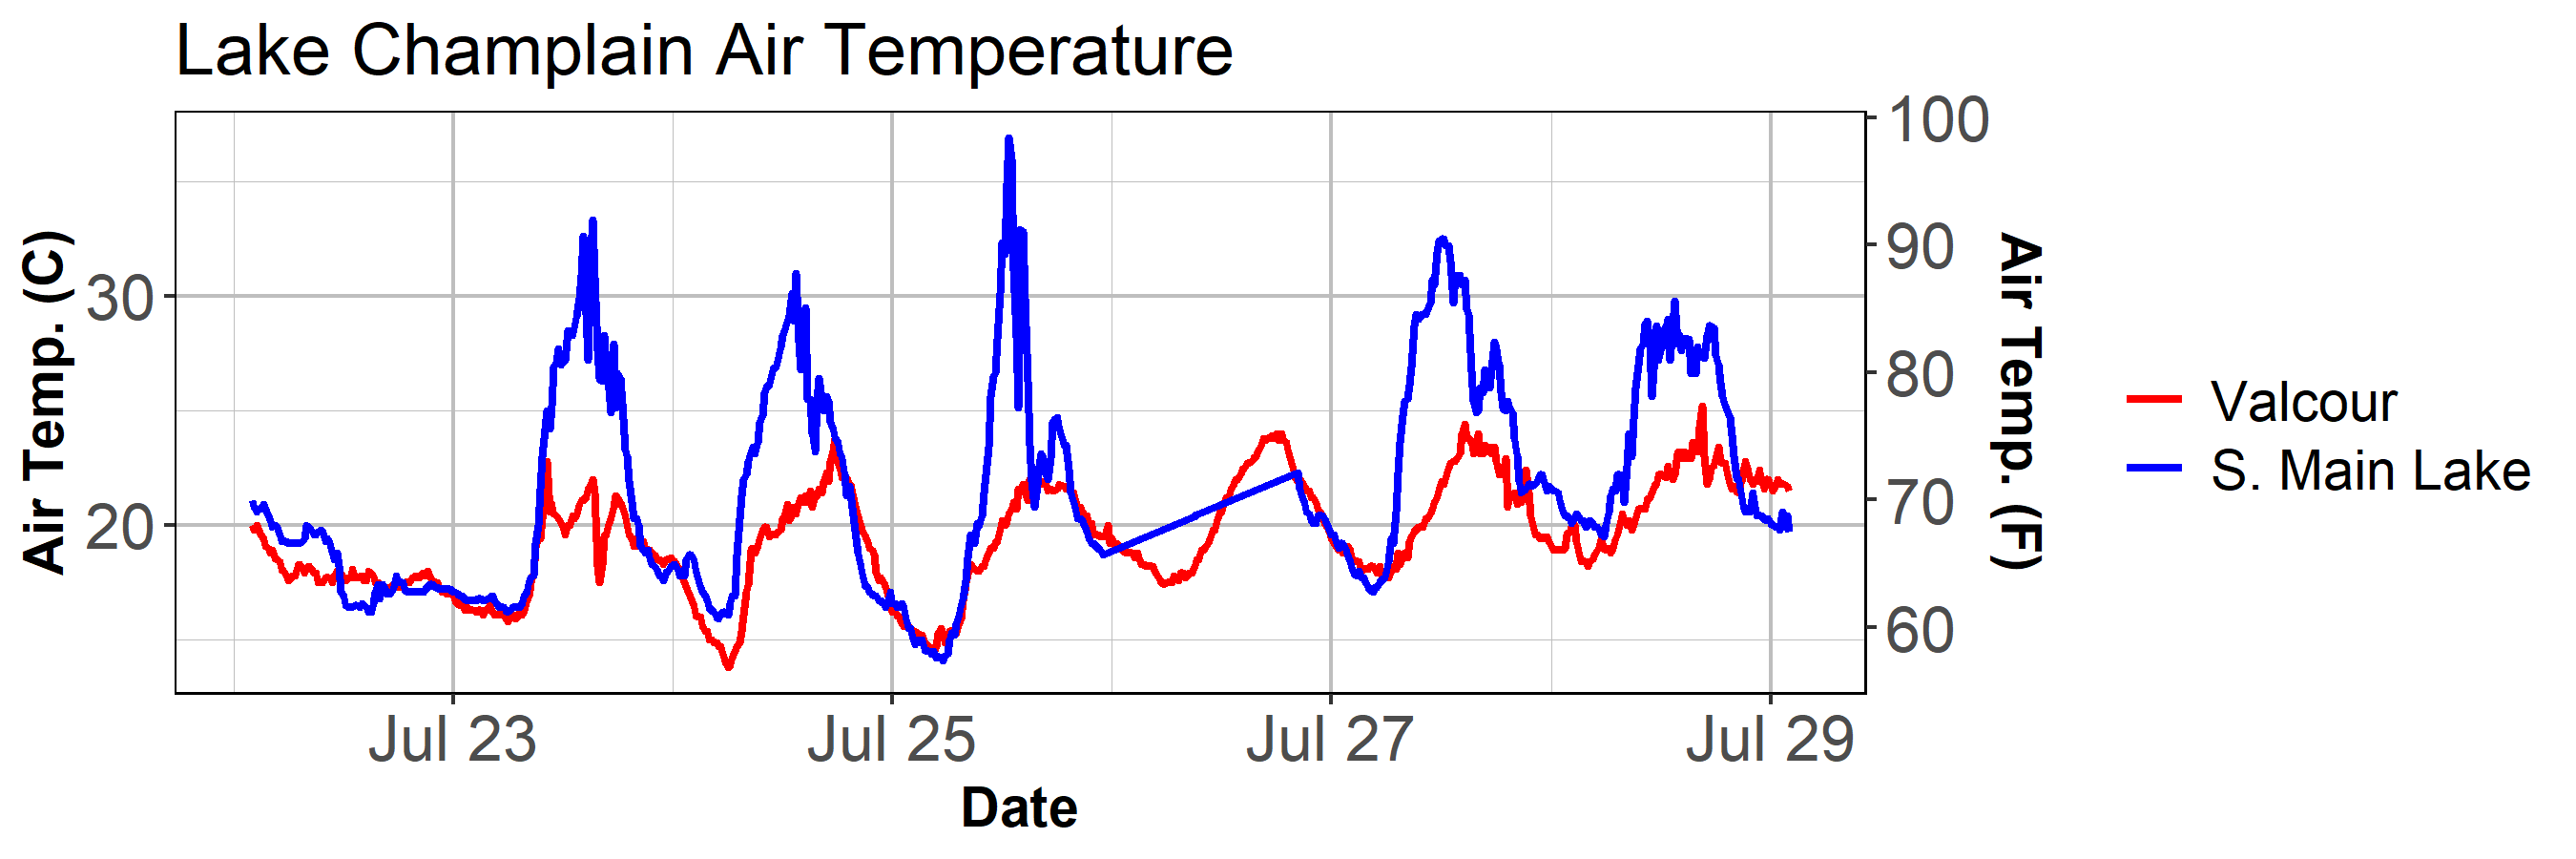 Lake Champlain Air Temperature
Air Temp. (C)
30
20
100
90
80
70
60
Air Temp. (F)
Valcour
S. Main Lake
Jul 23
Jul 25
Jul 27
Jul 29
Date